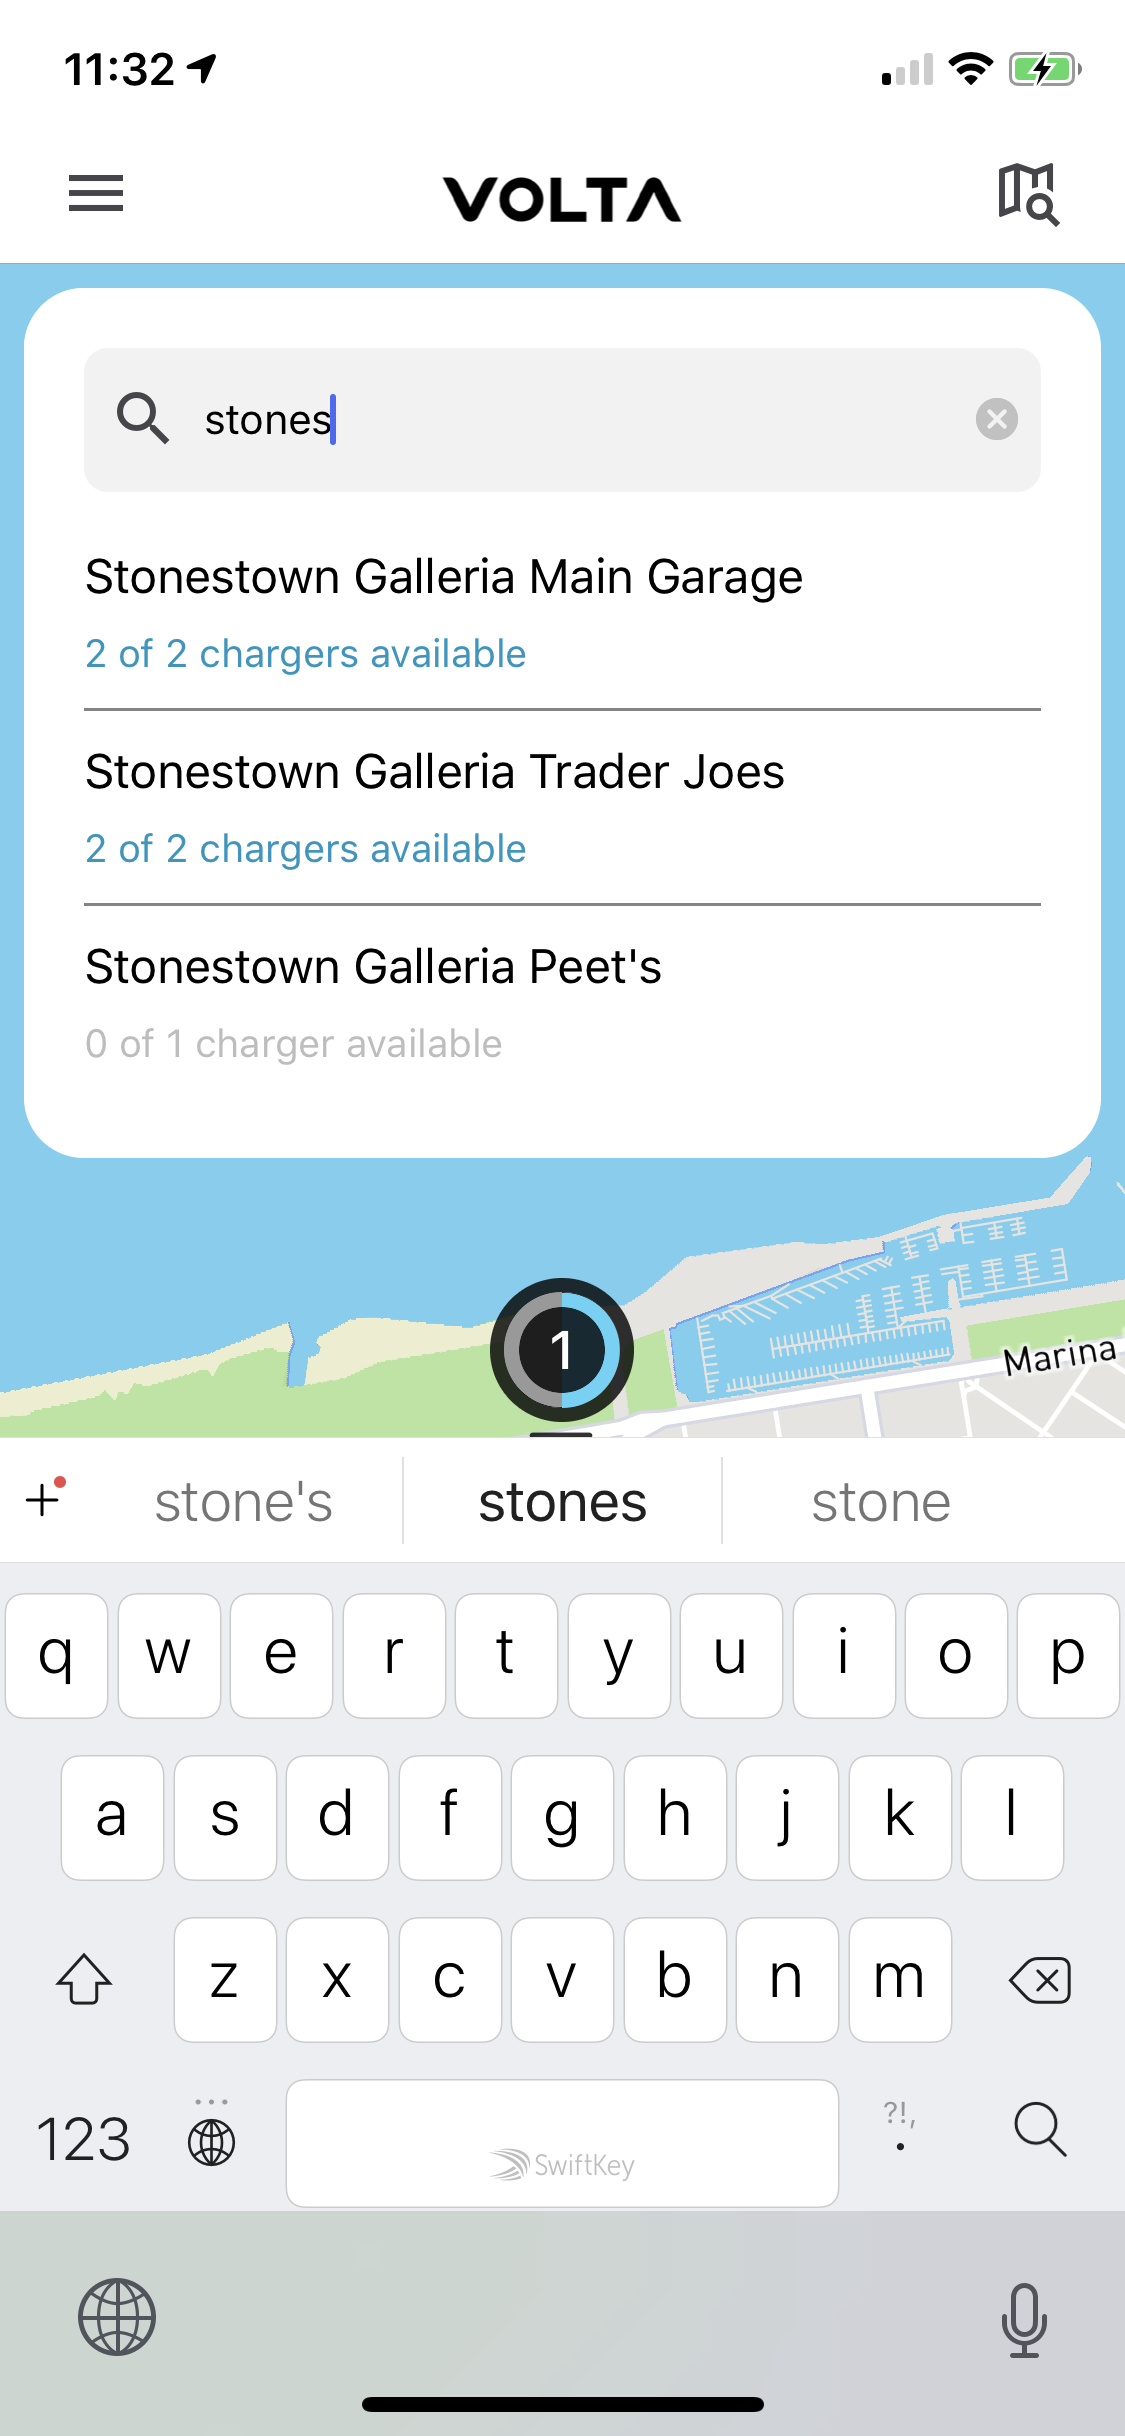 11:32
VOLTA
stones
Stonestown Galleria Main Garage
2 of 2 chargers available
Stonestown Galleria Trader Joes
2 of 2 chargers available
Stonestown Galleria Peet's
0 of 1 charger available
1
Marina
stone's stones stone
q w e r t y u i o p
a s d f g h j k l
z x c v b n m
123 ?!, .
SwiftKey